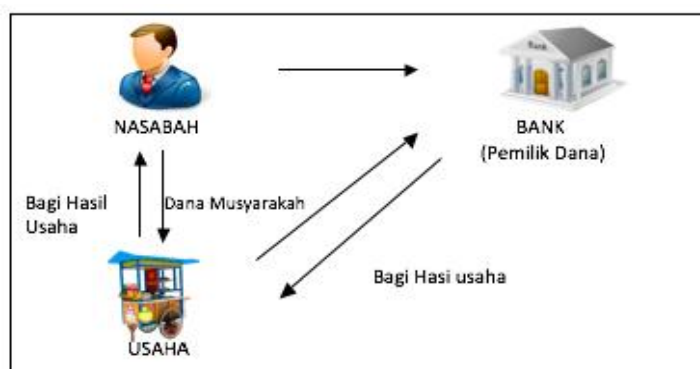 Bank
NASABAH
BANK
(Pemilik Dana)
Bagi Hasil
Usaha
Dana Musyarakah
Bagi Hasi usaha
USAHA